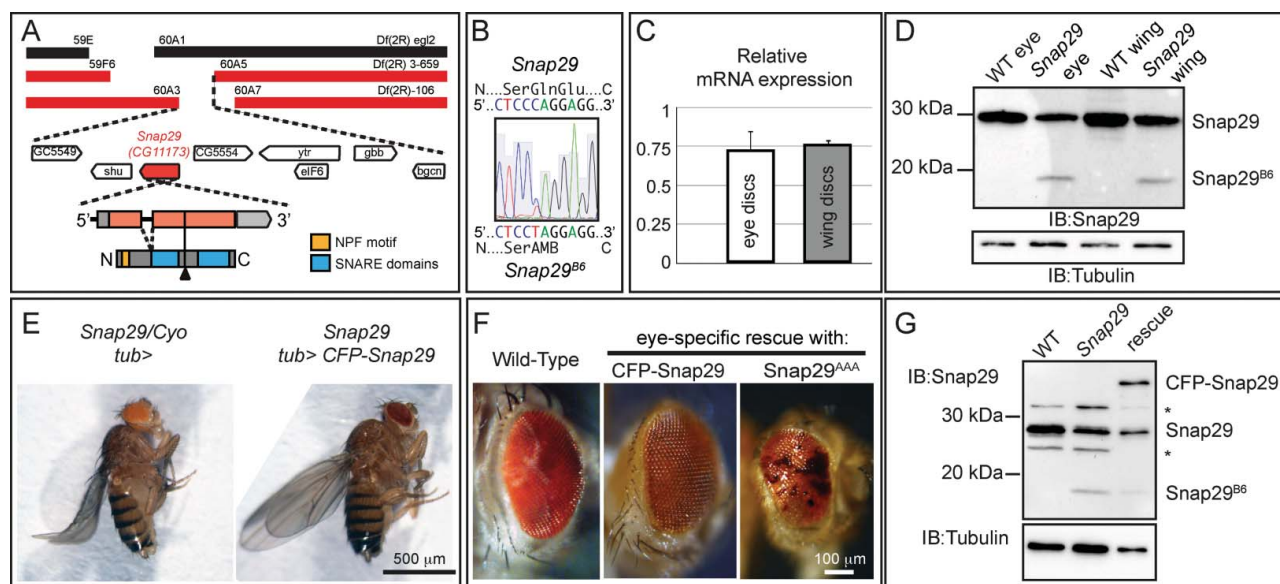 A
59E
60A1
Df(2R) egl2
59F6
60A5
Df(2R) 3-659
60A3
60A7
Df(2R)-106
Snap29
(CG11173)
GC5549
CG5554
ytr
gbb
shu
eIF6
bgcn
5’
3’
N
C
NPF motif
SNARE domains
B
Snap29
N....SerGlnGlu...C
5’..CTCCCAGGAGG..3’
5’..CTCCTAGGAGG..3’
N...SerAMB C
Snap29B6
C
Relative
mRNA expression
1
0.75
0.5
0.25
0
eye discs
wing discs
D
WT eye
Snap29
eye
WT wing
Snap29
wing
30 kDa
Snap29
20 kDa
Snap29B6
IB:Snap29
IB:Tubulin
E
Snap29/Cyo
tub>
Snap29
tub> CFP-Snap29
500 μm
F
eye-specific rescue with:
Wild-Type
CFP-Snap29
Snap29AAA
100 μm
G
WT
Snap29
rescue
IB:Snap29
CFP-Snap29
*
30 kDa
Snap29
*
20 kDa
Snap29B6
IB:Tubulin